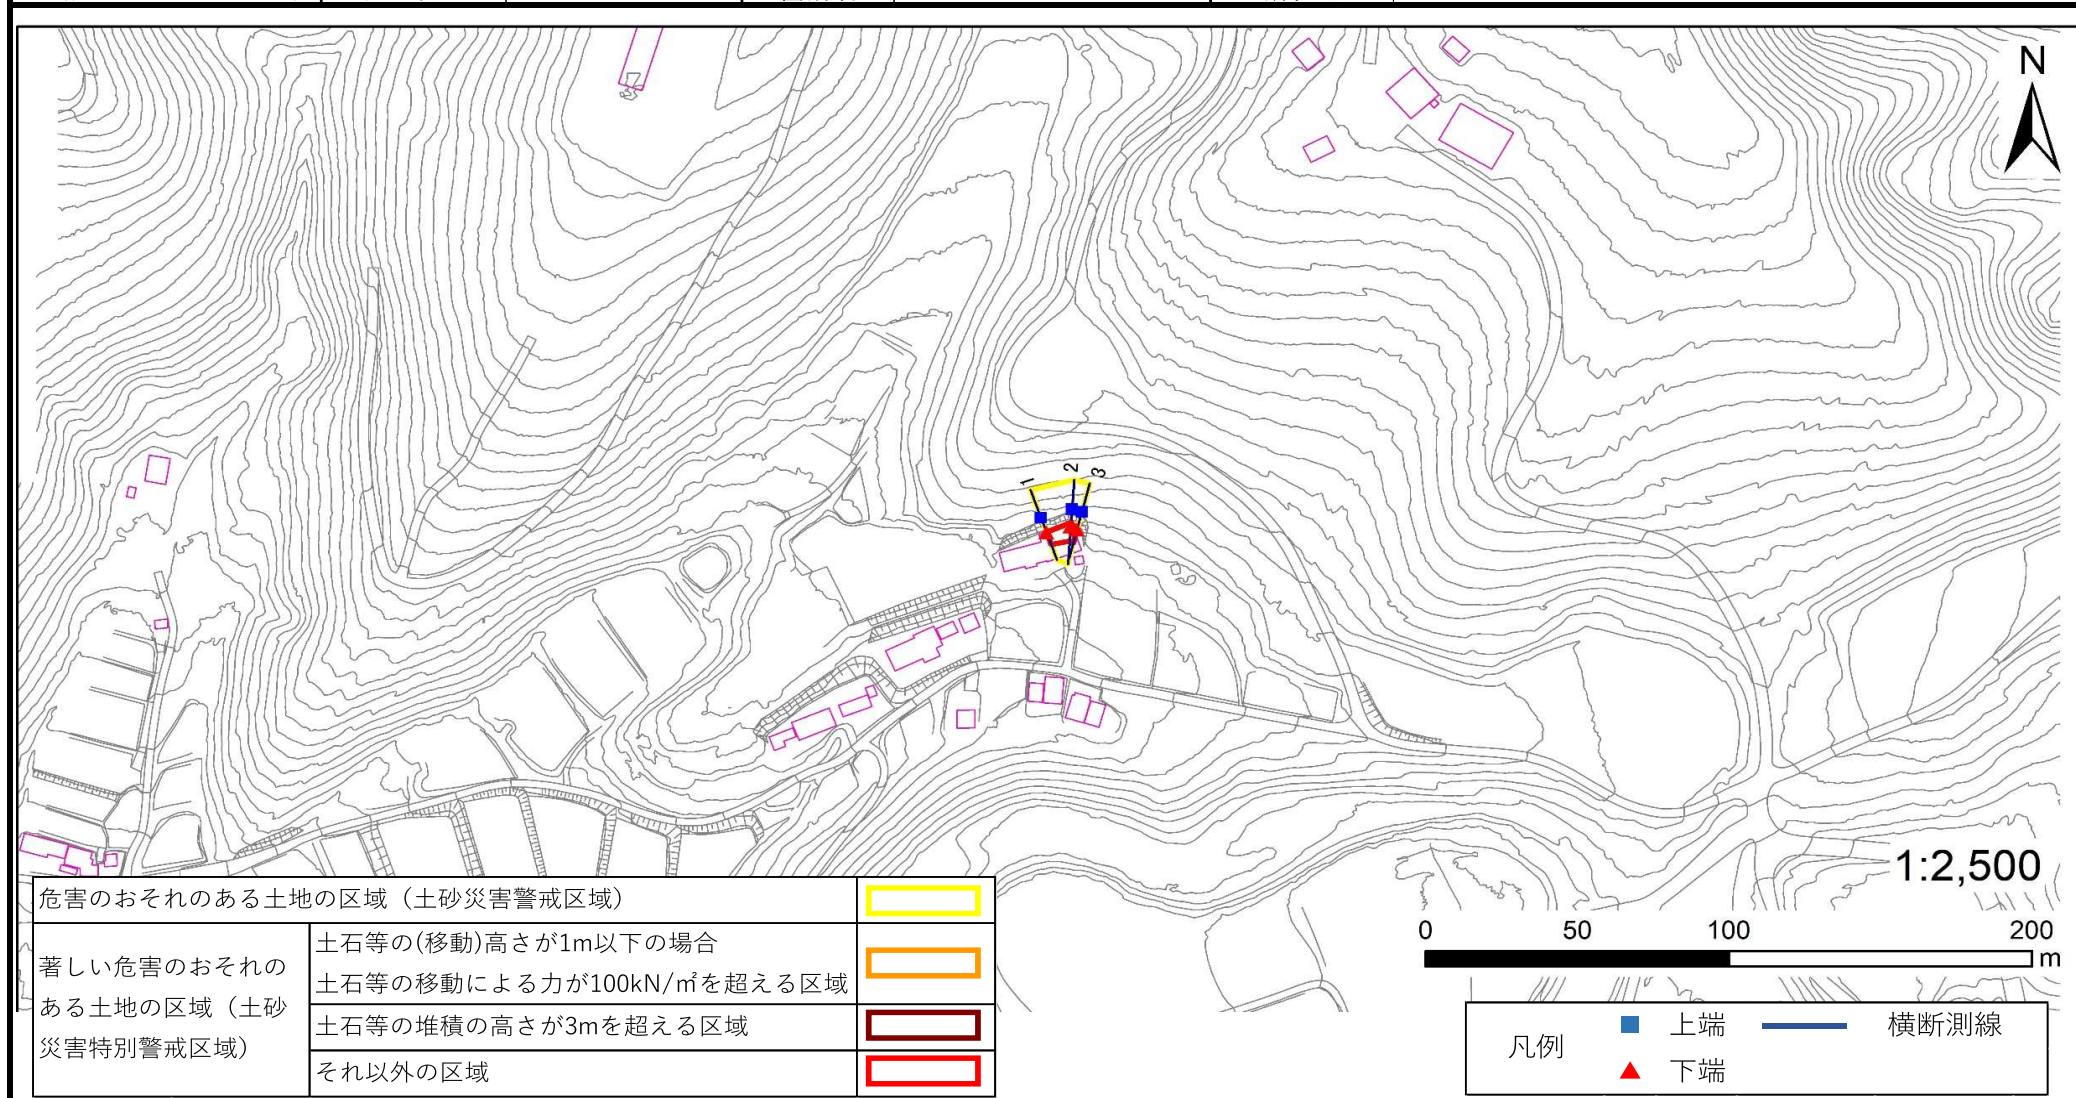 N
1
2
3
1:2,500
0 50 100 200
m
危害のおそれのある土地の区域（土砂災害警戒区域）
著しい危害のおそれの
ある土地の区域（土砂
災害特別警戒区域）
土石等の(移動)高さが1m以下の場合
土石等の移動による力が100kN/㎡を超える区域
土石等の堆積の高さが3mを超える区域
それ以外の区域
凡例
上端
横断測線
下端